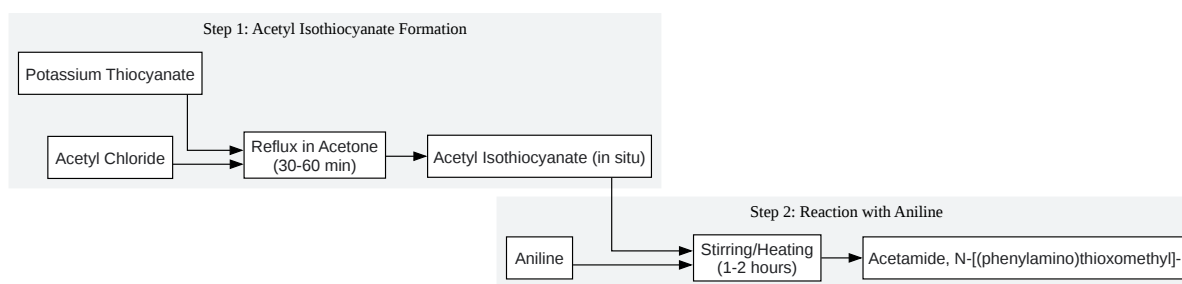 Step 1: Acetyl Isothiocyanate Formation
Potassium Thiocyanate
Acetyl Chloride
Reflux in Acetone
(30-60 min)
Acetyl Isothiocyanate (in situ)
Step 2: Reaction with Aniline
Aniline
Stirring/Heating
(1-2 hours)
Acetamide, N-[(phenylamino)thioxomethyl]-